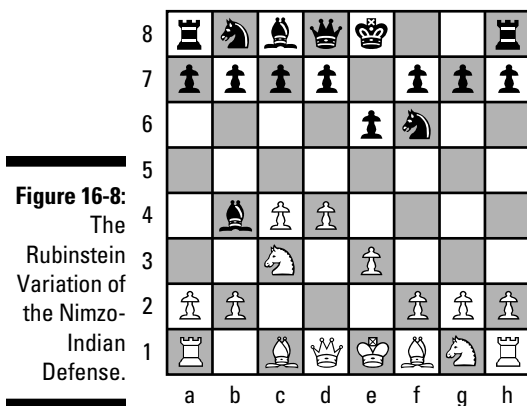 Figure 16-8:
The
Rubinstein
Variation of
the Nimzo-
Indian
Defense.
8
7
6
5
4
3
2
1
a b c d e f g h